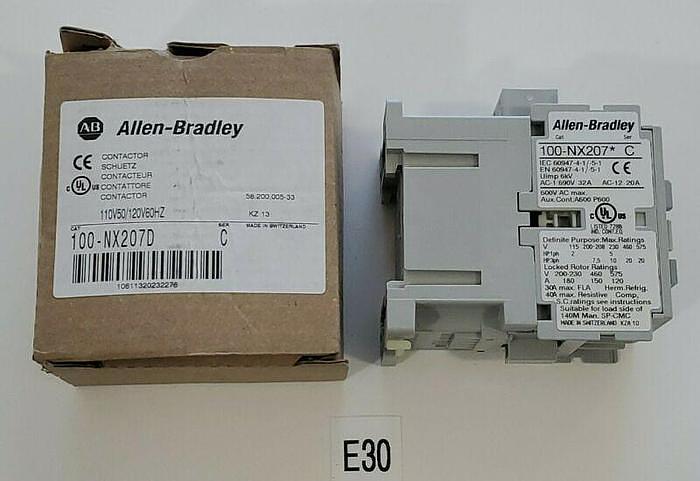 AB Allen-Bradley
CONTACTOR
SCHUETZ
CONTACTEUR
CONTATTORE
CONTACTOR
58.200.005-33
110V50/120V60HZ
KZ 13
CAT
SER
MADE IN SWITZERLAND
100-NX207D
C
10611320232276
Allen-Bradley
Cat
Ser
100-NX207* C
IEC 60947-4-1/-5-1
EN 60947-4-1/-5-1
Uimp 6kV
AC-1 690V 32A AC-12 20A
600V AC max.
Aux.Cont.A600 P600
LISTED
IND. CONT.EQ.
Definite Purpose:Max.Ratings
V 115 200-208 230 460 575
HP1ph 2 5
HP3ph 7.5 10 20 20
Locked Rotor Ratings
V 200-230 460 575
A 180 150 120
30A max. FLA Herm.Refrig.
40A max. Resistive Comp,
S.C.ratings see instructions
Suitable for load side of
140M Man. SP-CMC
MADE IN SWITZERLAND KZA 10
E30